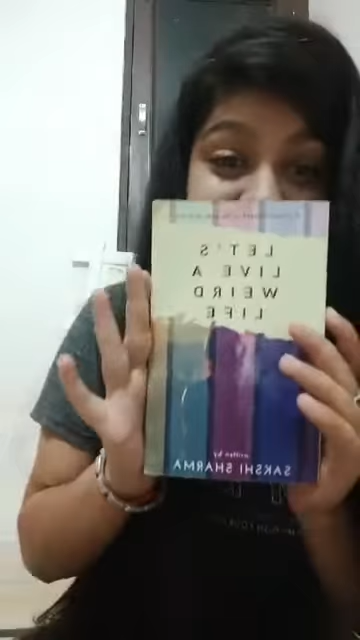 LET'S
LIVE A
WEIRD
LIFE
written by
SAKSHI SHARMA